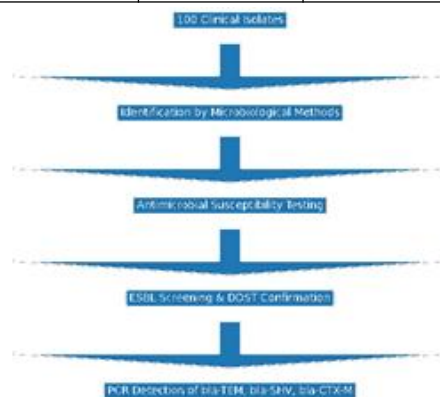 100 Clinical Isolates
Identification by Microbiological Methods
Antimicrobial Susceptibility Testing
ESBL Screening & DDST Confirmation
PCR Detection of bla-TEM, bla-SHV, bla-CTX-M